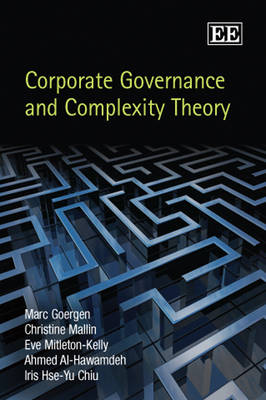 EE
Corporate Governance
and Complexity Theory
Marc Goergen
Christine Mallin
Eve Mitleton-Kelly
Ahmed Al-Hawamdeh
Iris Hse-Yu Chiu